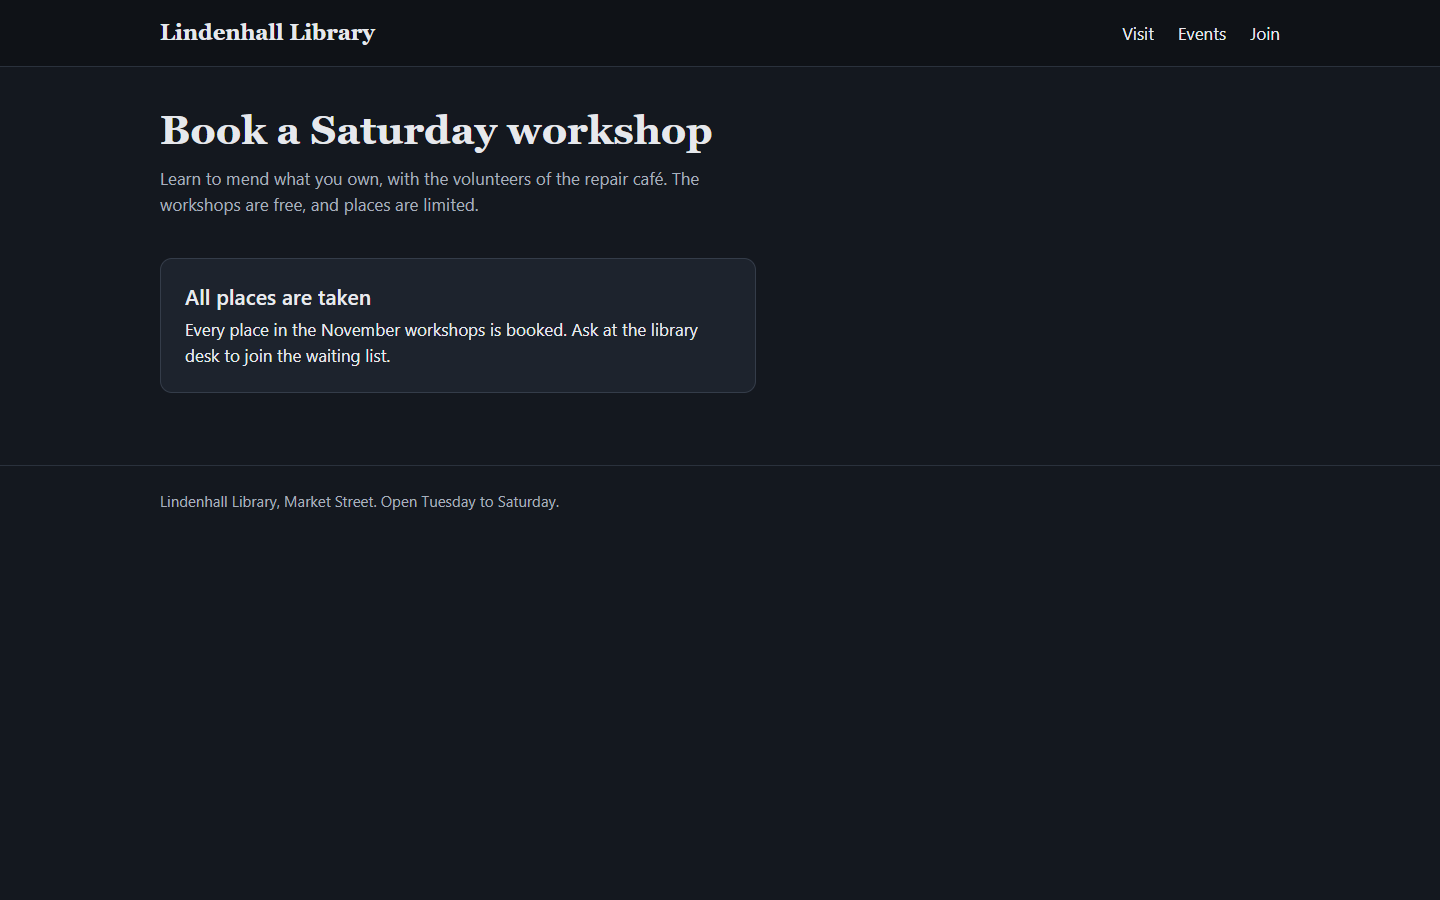 Lindenhall Library
Visit Events Join
Book a Saturday workshop
Learn to mend what you own, with the volunteers of the repair café. The
workshops are free, and places are limited.
All places are taken
Every place in the November workshops is booked. Ask at the library
desk to join the waiting list.
Lindenhall Library, Market Street. Open Tuesday to Saturday.